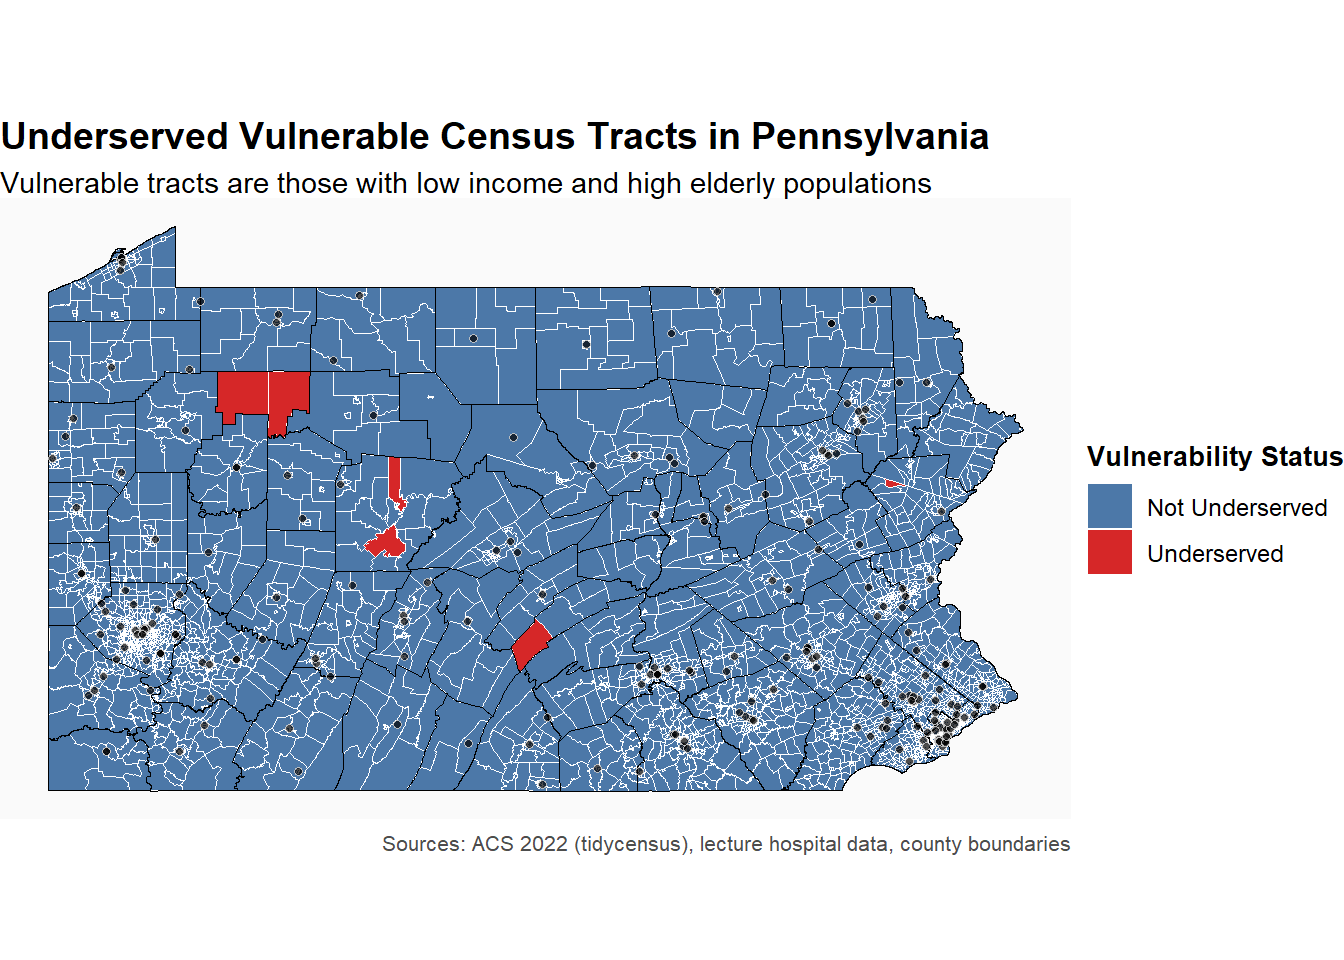 Underserved Vulnerable Census Tracts in Pennsylvania
Vulnerable tracts are those with low income and high elderly populations
Vulnerability Status
Not Underserved
Underserved
Sources: ACS 2022 (tidycensus), lecture hospital data, county boundaries